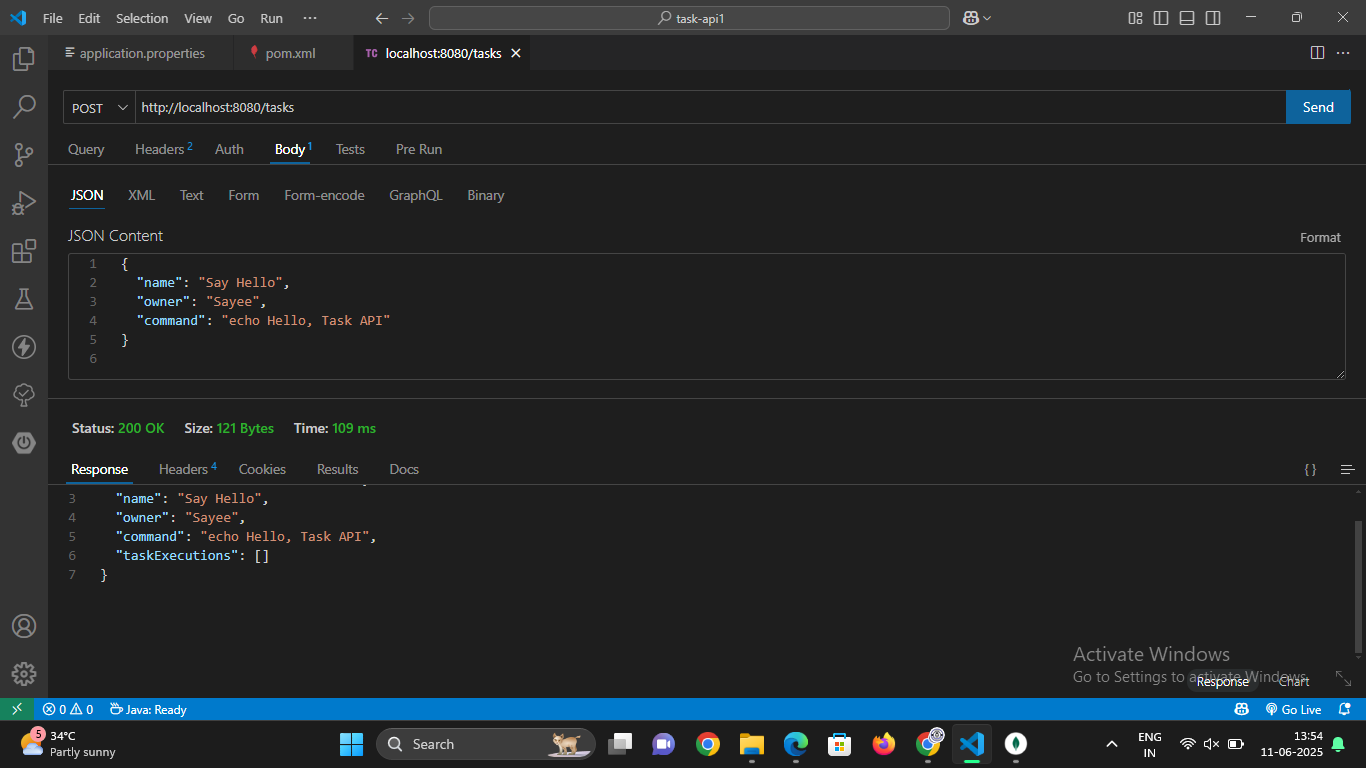 File Edit Selection View Go Run ··· task-api1
application.properties pom.xml TC localhost:8080/tasks
POST http://localhost:8080/tasks Send
Query Headers 2 Auth Body 1 Tests Pre Run
JSON XML Text Form Form-encode GraphQL Binary
JSON Content Format
1 {
2 "name": "Say Hello",
3 "owner": "Sayee",
4 "command": "echo Hello, Task API"
5 }
6
Status: 200 OK Size: 121 Bytes Time: 109 ms
Response Headers 4 Cookies Results Docs { }
3 "name": "Say Hello",
4 "owner": "Sayee",
5 "command": "echo Hello, Task API",
6 "taskExecutions": []
7 }
Activate Windows
Go to Settings to activate Windows.
Response Chart
0 0 Java: Ready Go Live
5 34°C Search ENG 13:54
Partly sunny IN 11-06-2025